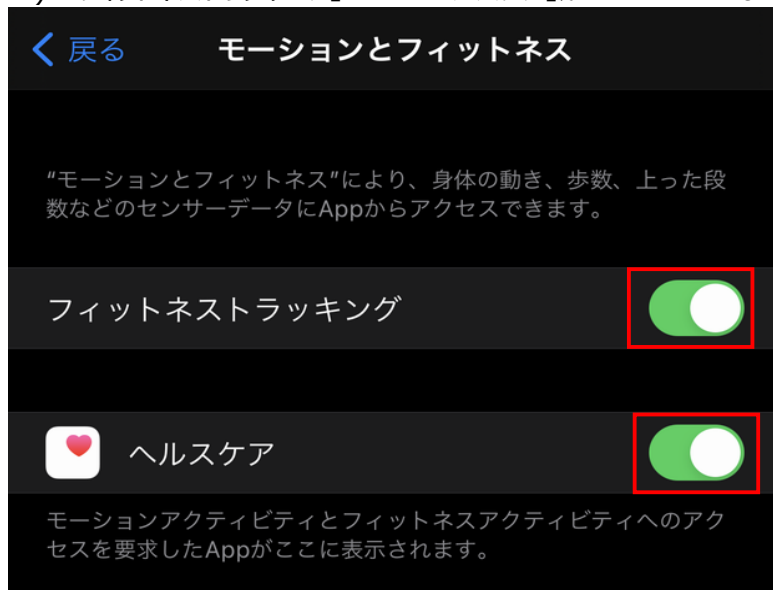 戻る モーションとフィットネス
“モーションとフィットネス”により、身体の動き、歩数、上った段
数などのセンサーデータにAppからアクセスできます。
フィットネストラッキング
ヘルスケア
モーションアクティビティとフィットネスアクティビティへのアク
セスを要求したAppがここに表示されます。